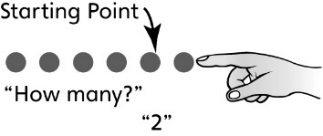 Starting Point
“How many?”
“2”